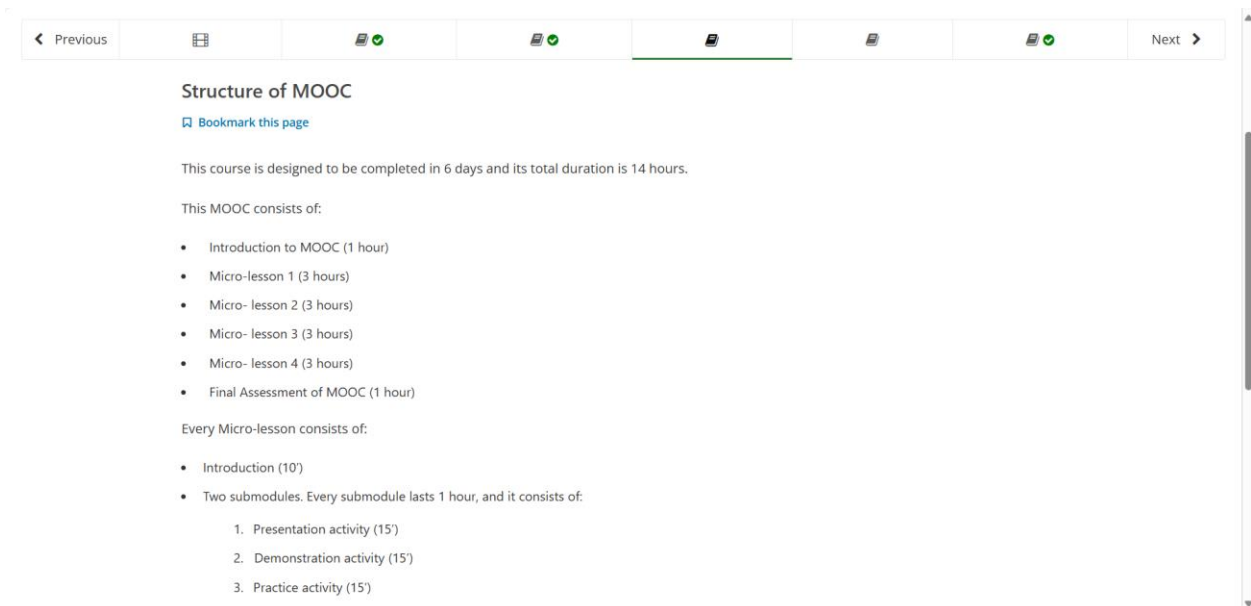 Previous
Next
Structure of MOOC
Bookmark this page
This course is designed to be completed in 6 days and its total duration is 14 hours.
This MOOC consists of:
• Introduction to MOOC (1 hour)
• Micro-lesson 1 (3 hours)
• Micro- lesson 2 (3 hours)
• Micro- lesson 3 (3 hours)
• Micro- lesson 4 (3 hours)
• Final Assessment of MOOC (1 hour)
Every Micro-lesson consists of:
• Introduction (10')
• Two submodules. Every submodule lasts 1 hour, and it consists of:
1. Presentation activity (15')
2. Demonstration activity (15')
3. Practice activity (15')